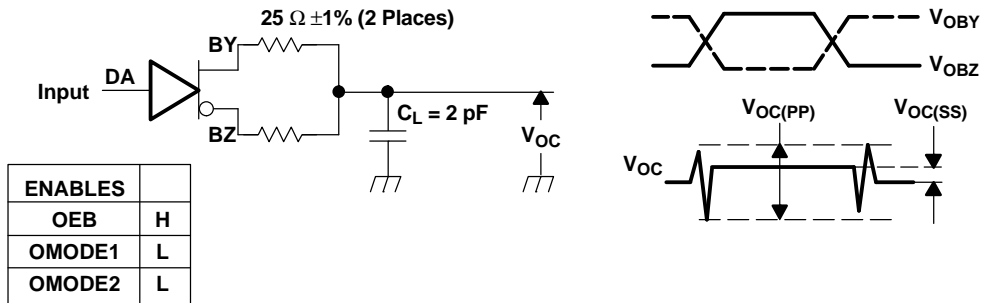 25 Ω ±1% (2 Places)
BY
Input
DA
BZ
C_L = 2 pF
V_OC
ENABLES
OEB H
OMODE1 L
OMODE2 L
V_OBY
V_OBZ
V_OC(PP)
V_OC(SS)
V_OC